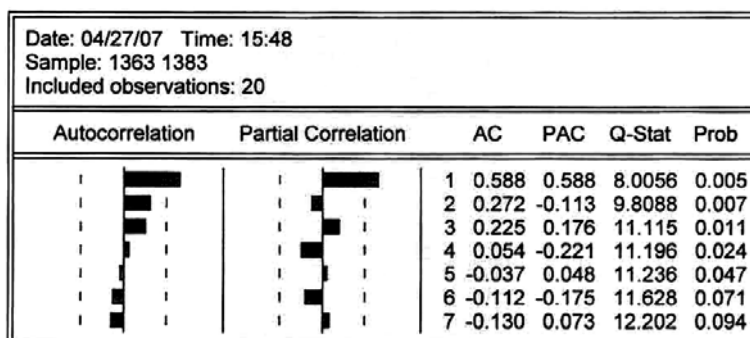 Date: 04/27/07 Time: 15:48
Sample: 1363 1383
Included observations: 20
Autocorrelation Partial Correlation AC PAC Q-Stat Prob
1 0.588 0.588 8.0056 0.005
2 0.272 -0.113 9.8088 0.007
3 0.225 0.176 11.115 0.011
4 0.054 -0.221 11.196 0.024
5 -0.037 0.048 11.236 0.047
6 -0.112 -0.175 11.628 0.071
7 -0.130 0.073 12.202 0.094